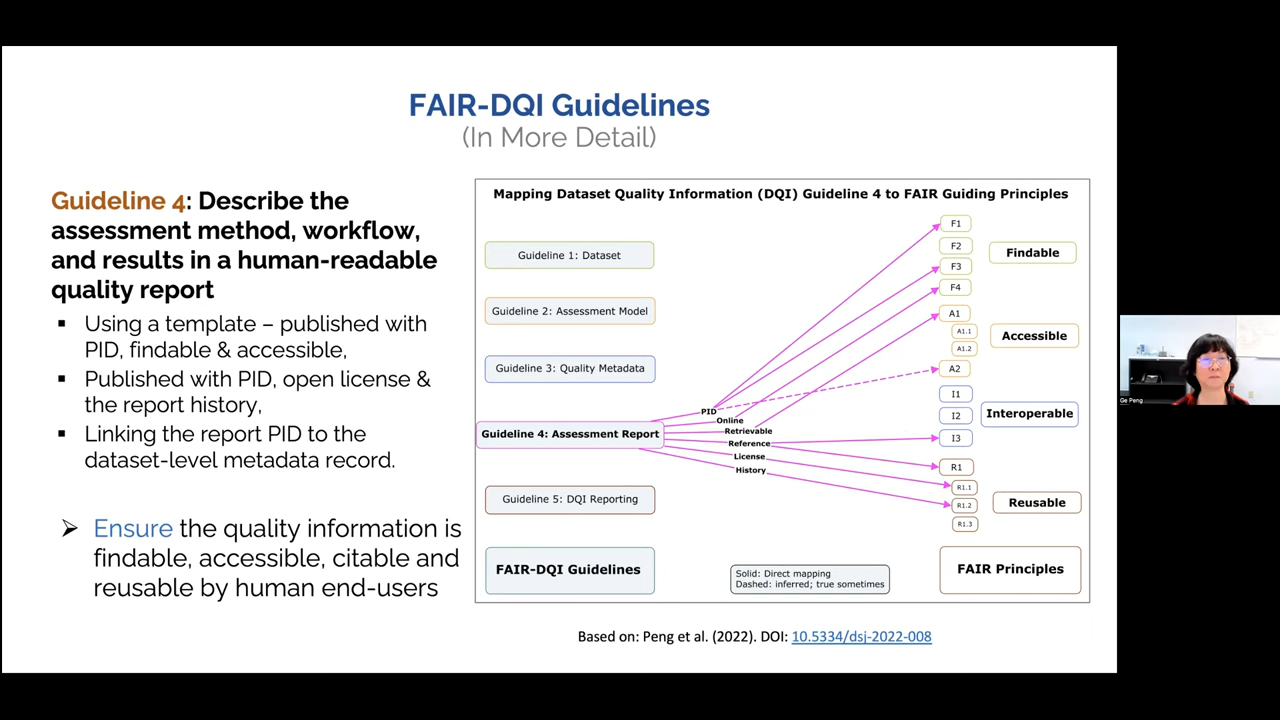 FAIR-DQI Guidelines
(In More Detail)
Guideline 4: Describe the
assessment method, workflow,
and results in a human-readable
quality report
▪ Using a template – published with
PID, findable & accessible,
▪ Published with PID, open license &
the report history,
▪ Linking the report PID to the
dataset-level metadata record.
➢ Ensure the quality information is
findable, accessible, citable and
reusable by human end-users
Mapping Dataset Quality Information (DQI) Guideline 4 to FAIR Guiding Principles
Guideline 1: Dataset
Guideline 2: Assessment Model
Guideline 3: Quality Metadata
Guideline 4: Assessment Report
Guideline 5: DQI Reporting
FAIR-DQI Guidelines
PID
Online
Retrievable
Reference
License
History
F1
F2
F3
F4
Findable
A1
A1.1
A1.2
A2
Accessible
I1
I2
I3
Interoperable
R1
R1.1
R1.2
R1.3
Reusable
FAIR Principles
Solid: Direct mapping
Dashed: inferred; true sometimes
Based on: Peng et al. (2022). DOI: 10.5334/dsj-2022-008
Ge Peng